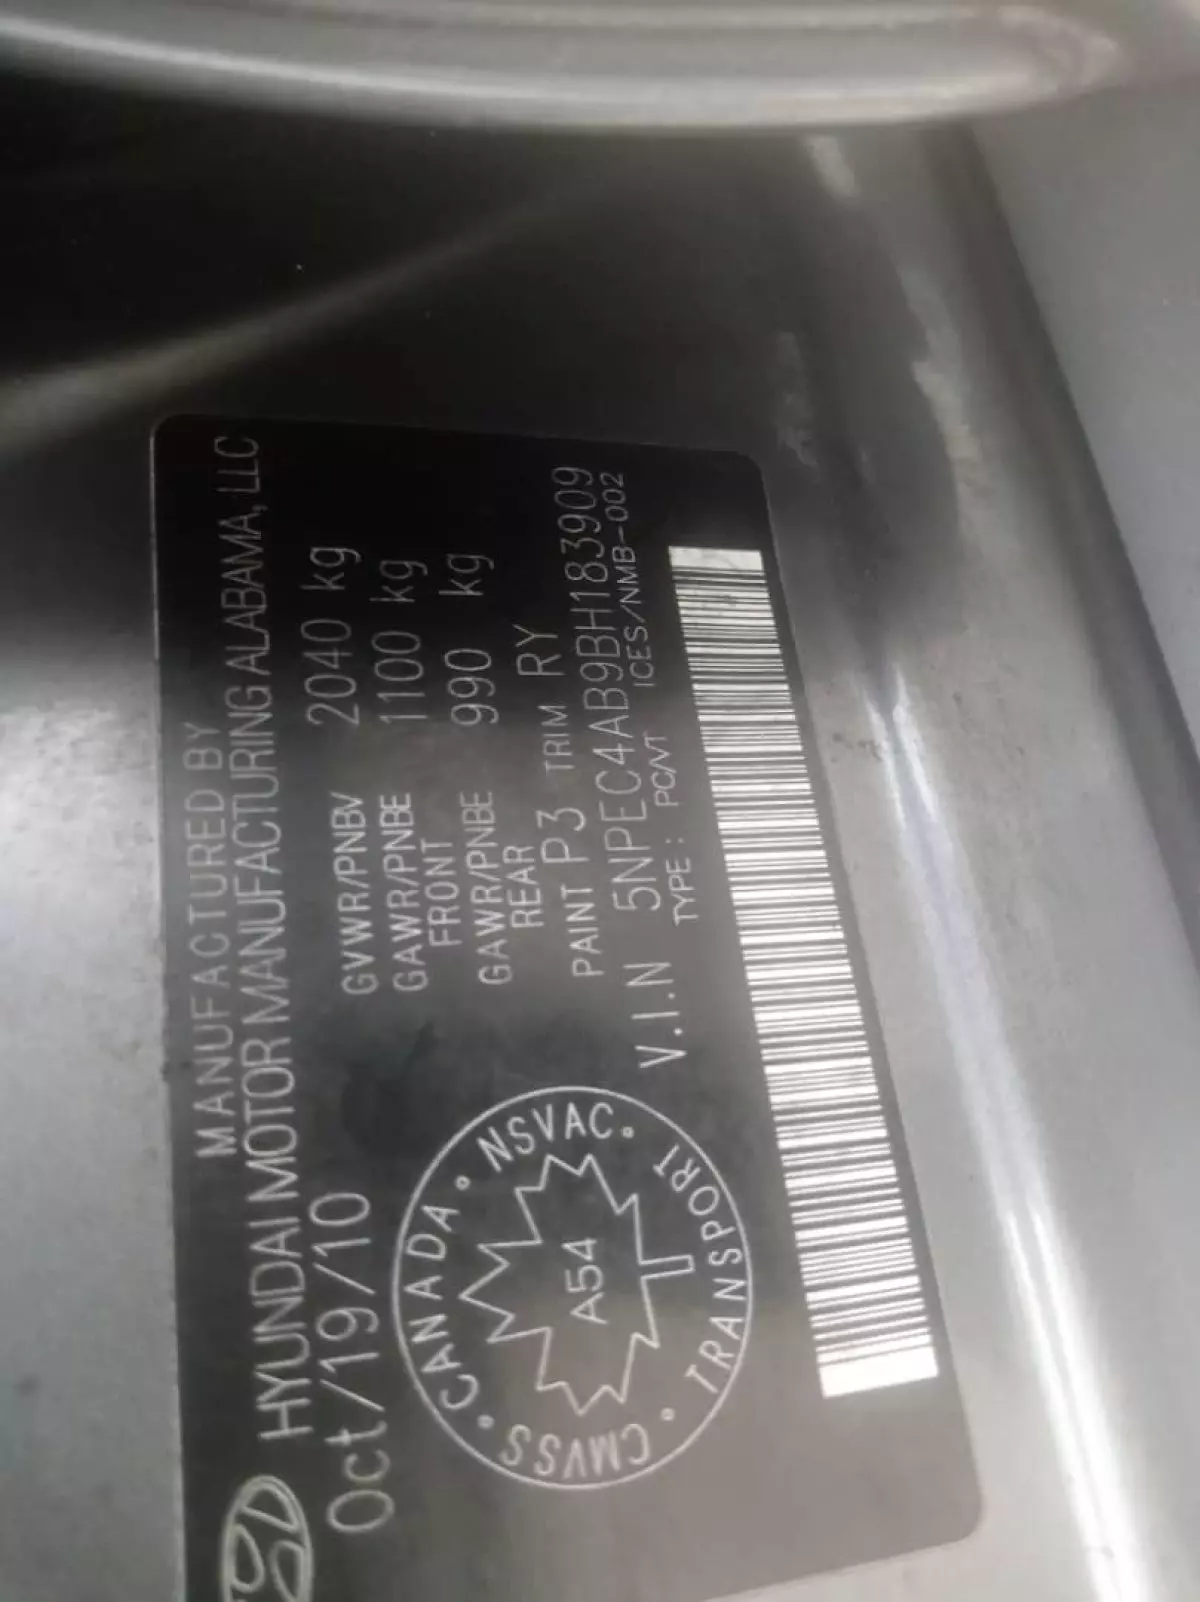 MANUFACTURED BY
HYUNDAI MOTOR MANUFACTURING ALABAMA, LLC
Oct/19/10
GVWR/PNBV 2040 kg
GAWR/PNBE FRONT 1100 kg
GAWR/PNBE REAR 990 kg
PAINT P3 TRIM RY
V.I.N 5NPEC4AB9BH183909
TYPE: PC/VT ICES/NMB-002
CANADA • NSVAC • TRANSPORT • CMVSS •
A54